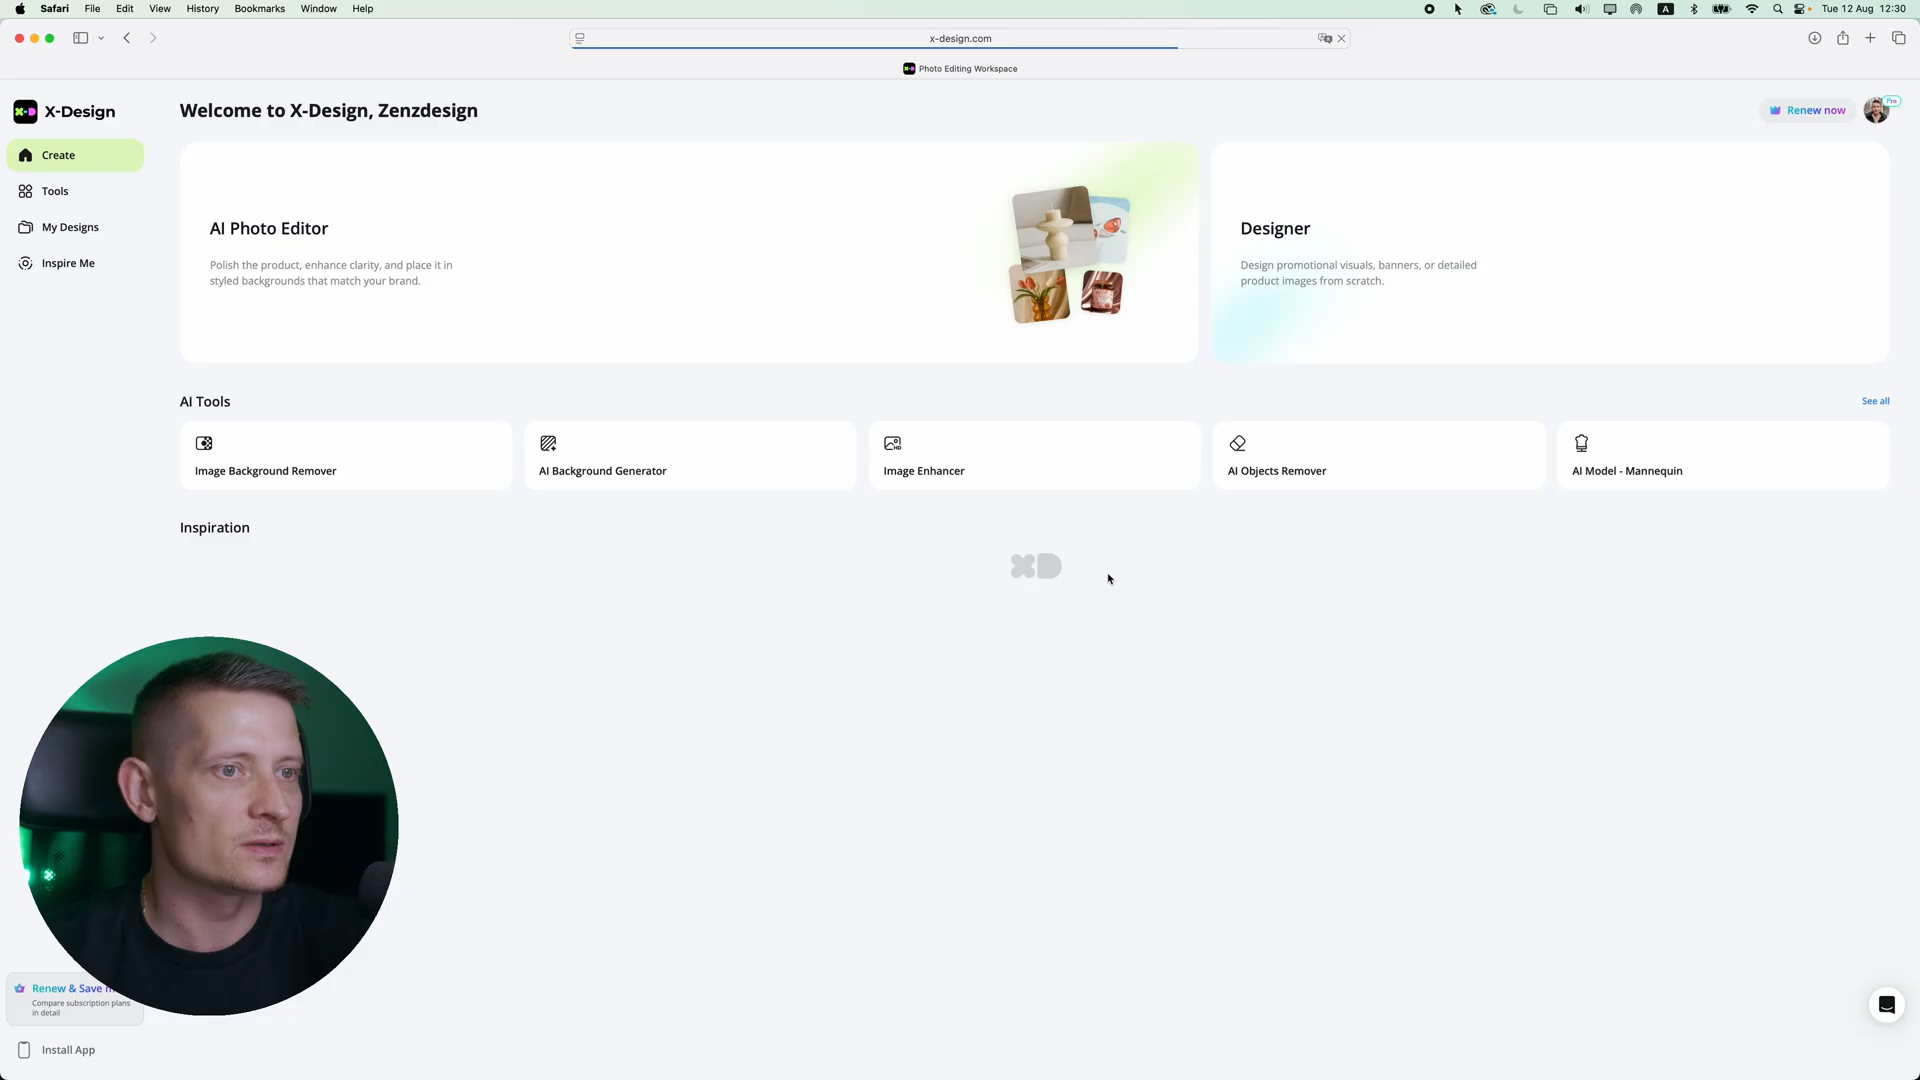 Safari File Edit View History Bookmarks Window Help
A
Tue 12 Aug 12:30
x-design.com
Photo Editing Workspace
X-Design
Welcome to X-Design, Zenzdesign
Renew now
Pro
Create
Tools
My Designs
Inspire Me
AI Photo Editor
Polish the product, enhance clarity, and place it in
styled backgrounds that match your brand.
Designer
Design promotional visuals, banners, or detailed
product images from scratch.
AI Tools
See all
Image Background Remover
AI Background Generator
Image Enhancer
AI Objects Remover
AI Model - Mannequin
Inspiration
XD
Renew & Save
Compare subscription plans
in detail
Install App